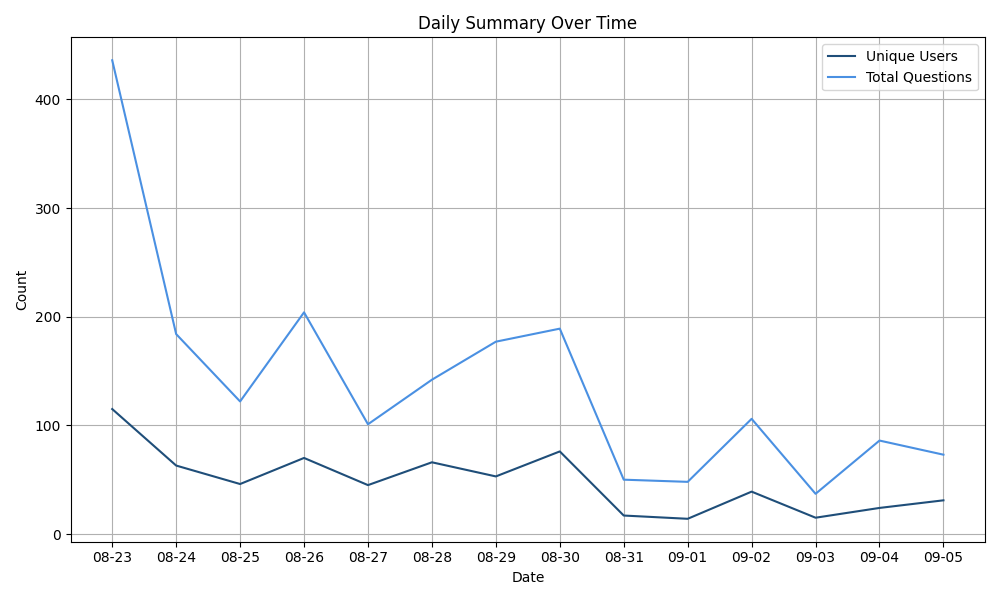 Daily Summary Over Time
Unique Users
Total Questions
Count
400
300
200
100
0
08-23 08-24 08-25 08-26 08-27 08-28 08-29 08-30 08-31 09-01 09-02 09-03 09-04 09-05
Date